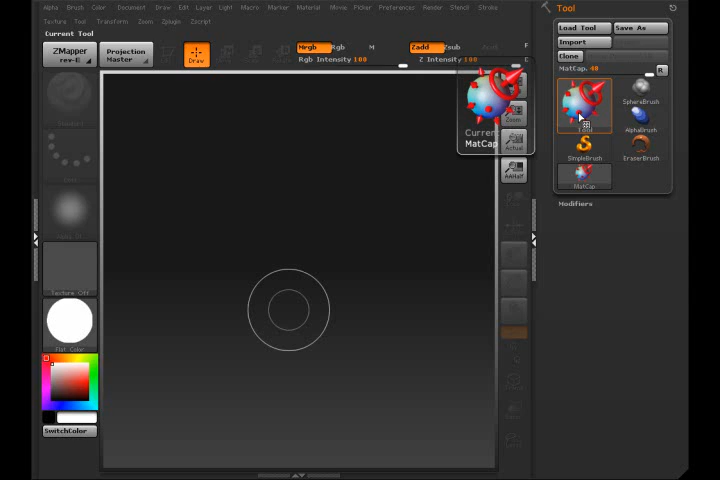 Alpha Brush Color Document Draw Edit Layer Light Macro Marker Material Movie Picker Preferences Render Stencil Stroke
Texture Tool Transform Zoom Zplugin Zscript
Current Tool
ZMapper
rev-E
Projection
Master
Draw
Mrgb Rgb M
Rgb Intensity 100
Zadd Zsub
Z Intensity 100
Current
MatCap
Zoom
Actual
AAHalf
Texture Off
Flat Color
SwitchColor
Tool
Load Tool Save As
Import
Clone
MatCap. 48 R
Tool
SphereBrush
AlphaBrush
SimpleBrush EraserBrush
MatCap
Modifiers